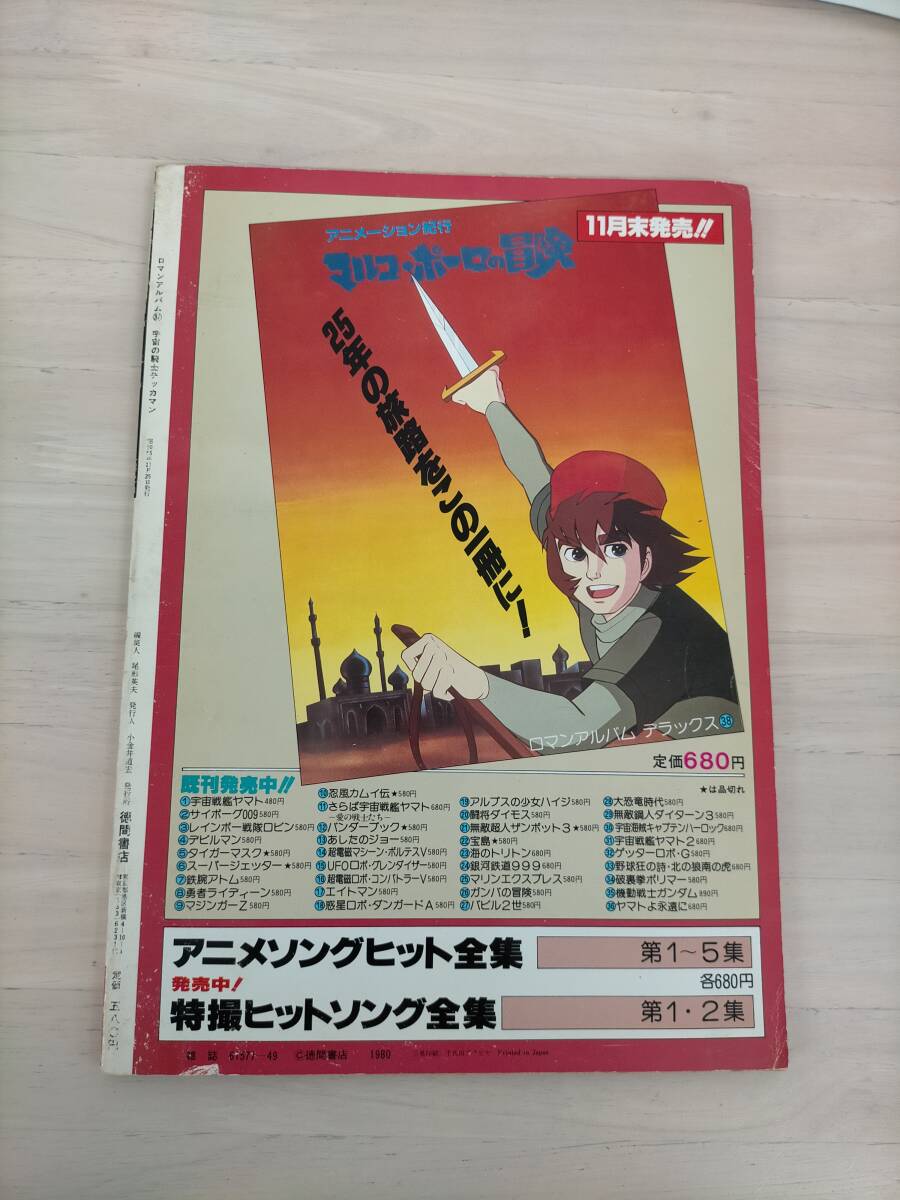 11月末発売!!
アニメーション紀行
マルコ・ポーロの冒険
25年の旅路をこの一冊に!
ロマンアルバム デラックス㊳
定価680円
★は品切れ
既刊発売中!!
①宇宙戦艦ヤマト480円
②サイボーグ009 580円
③レインボー戦隊ロビン580円
④デビルマン580円
⑤タイガーマスク★580円
⑥スーパージェッター★580円
⑦鉄腕アトム580円
⑧勇者ライディーン580円
⑨マジンガーZ580円
⑩忍風カムイ伝★580円
⑪さらば宇宙戦艦ヤマト680円
―愛の戦士たち―
⑫バンダーブック★580円
⑬あしたのジョー580円
⑭超電磁マシーン・ボルテスV580円
⑮UFOロボ・グレンダイザー580円
⑯超電磁ロボ・コンバトラーV580円
⑰エイトマン580円
⑱惑星ロボ・ダンガードA580円
⑲アルプスの少女ハイジ580円
⑳闘将ダイモス580円
㉑無敵超人ザンボット3★580円
㉒宝島★580円
㉓海のトリトン680円
㉔銀河鉄道999 680円
㉕マリンエクスプレス580円
㉖ガンバの冒険580円
㉗バビル2世580円
㉘大恐竜時代580円
㉙無敵鋼人ダイターン3 580円
㉚宇宙海賊キャプテンハーロック680円
㉛宇宙戦艦ヤマト2 680円
㉜ゲッターロボ・G580円
㉝野球狂の詩・北の狼南の虎680円
㉞破裏拳ポリマー580円
㉟機動戦士ガンダム690円
㊱ヤマトよ永遠に680円
アニメソングヒット全集
第1~5集
発売中!
各680円
特撮ヒットソング全集
第1・2集
雑誌 61577-49 ©徳間書店 1980
Printed in Japan
ロマンアルバム㊲ 宇宙の騎士テッカマン
編集人 尾形英夫 発行人 小金井道宏 発行所 徳間書店